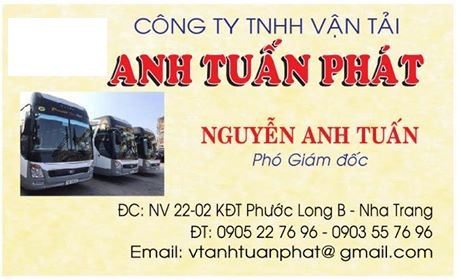 CÔNG TY TNHH VẬN TẢI
ANH TUẤN PHÁT
NGUYỄN ANH TUẤN
Phó Giám đốc
ĐC: NV 22-02 KĐT Phước Long B - Nha Trang
ĐT: 0905 22 76 96 - 0903 55 76 96
Email: vtanhtuanphat@gmail.com